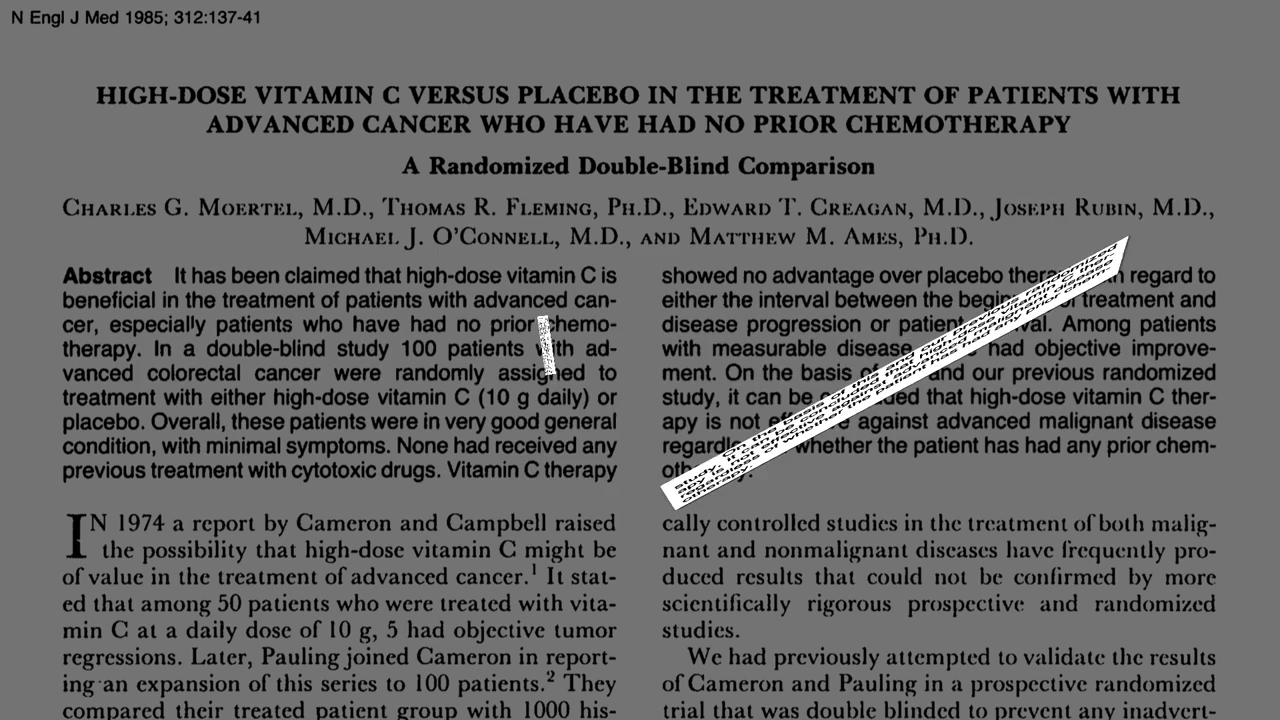 N Engl J Med 1985; 312:137-41
HIGH-DOSE VITAMIN C VERSUS PLACEBO IN THE TREATMENT OF PATIENTS WITH
ADVANCED CANCER WHO HAVE HAD NO PRIOR CHEMOTHERAPY
A Randomized Double-Blind Comparison
CHARLES G. MOERTEL, M.D., THOMAS R. FLEMING, PH.D., EDWARD T. CREAGAN, M.D., JOSEPH RUBIN, M.D.,
MICHAEL J. O'CONNELL, M.D., AND MATTHEW M. AMES, PH.D.
Abstract It has been claimed that high-dose vitamin C is
beneficial in the treatment of patients with advanced can-
cer, especially patients who have had no prior chemo-
therapy. In a double-blind study 100 patients with ad-
vanced colorectal cancer were randomly assigned to
treatment with either high-dose vitamin C (10 g daily) or
placebo. Overall, these patients were in very good general
condition, with minimal symptoms. None had received any
previous treatment with cytotoxic drugs. Vitamin C therapy
showed no advantage over placebo regard to
either the interval between the treatment and
disease progression or Among patients
with measurable disease, had objective improve-
ment. On the basis and our previous randomized
study, it can be that high-dose vitamin C ther-
apy is not against advanced malignant disease
whether the patient has had any prior chem-
IN 1974 a report by Cameron and Campbell raised
the possibility that high-dose vitamin C might be
of value in the treatment of advanced cancer.1 It stat-
ed that among 50 patients who were treated with vita-
min C at a daily dose of 10 g, 5 had objective tumor
regressions. Later, Pauling joined Cameron in report-
ing an expansion of this series to 100 patients.2 They
compared their treated patient group with 1000 his-
cally controlled studies in the treatment of both malig-
nant and nonmalignant diseases have frequently pro-
duced results that could not be confirmed by more
scientifically rigorous prospective and randomized
studies.
We had previously attempted to validate the results
of Cameron and Pauling in a prospective randomized
trial that was double blinded to prevent any inadvert-